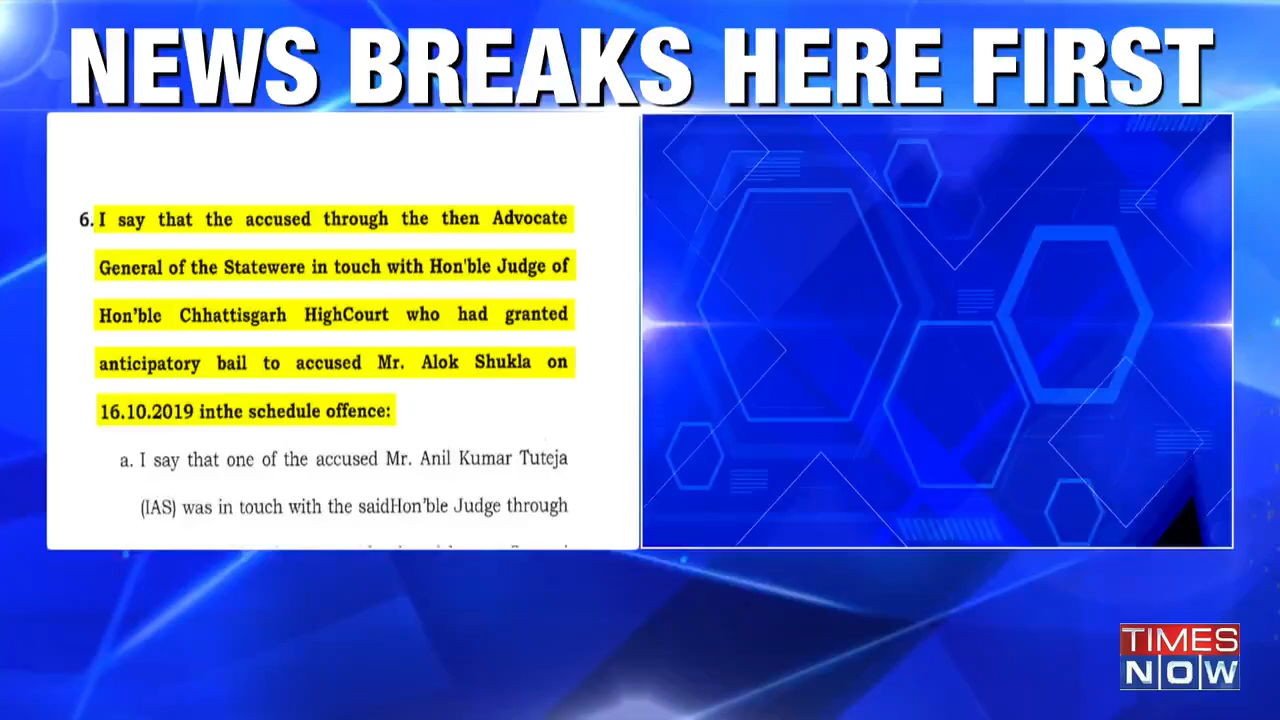 NEWS BREAKS HERE FIRST
6. I say that the accused through the then Advocate
General of the Statewere in touch with Hon'ble Judge of
Hon'ble Chhattisgarh HighCourt who had granted
anticipatory bail to accused Mr. Alok Shukla on
16.10.2019 inthe schedule offence:
a. I say that one of the accused Mr. Anil Kumar Tuteja
(IAS) was in touch with the saidHon'ble Judge through
TIMES
NOW